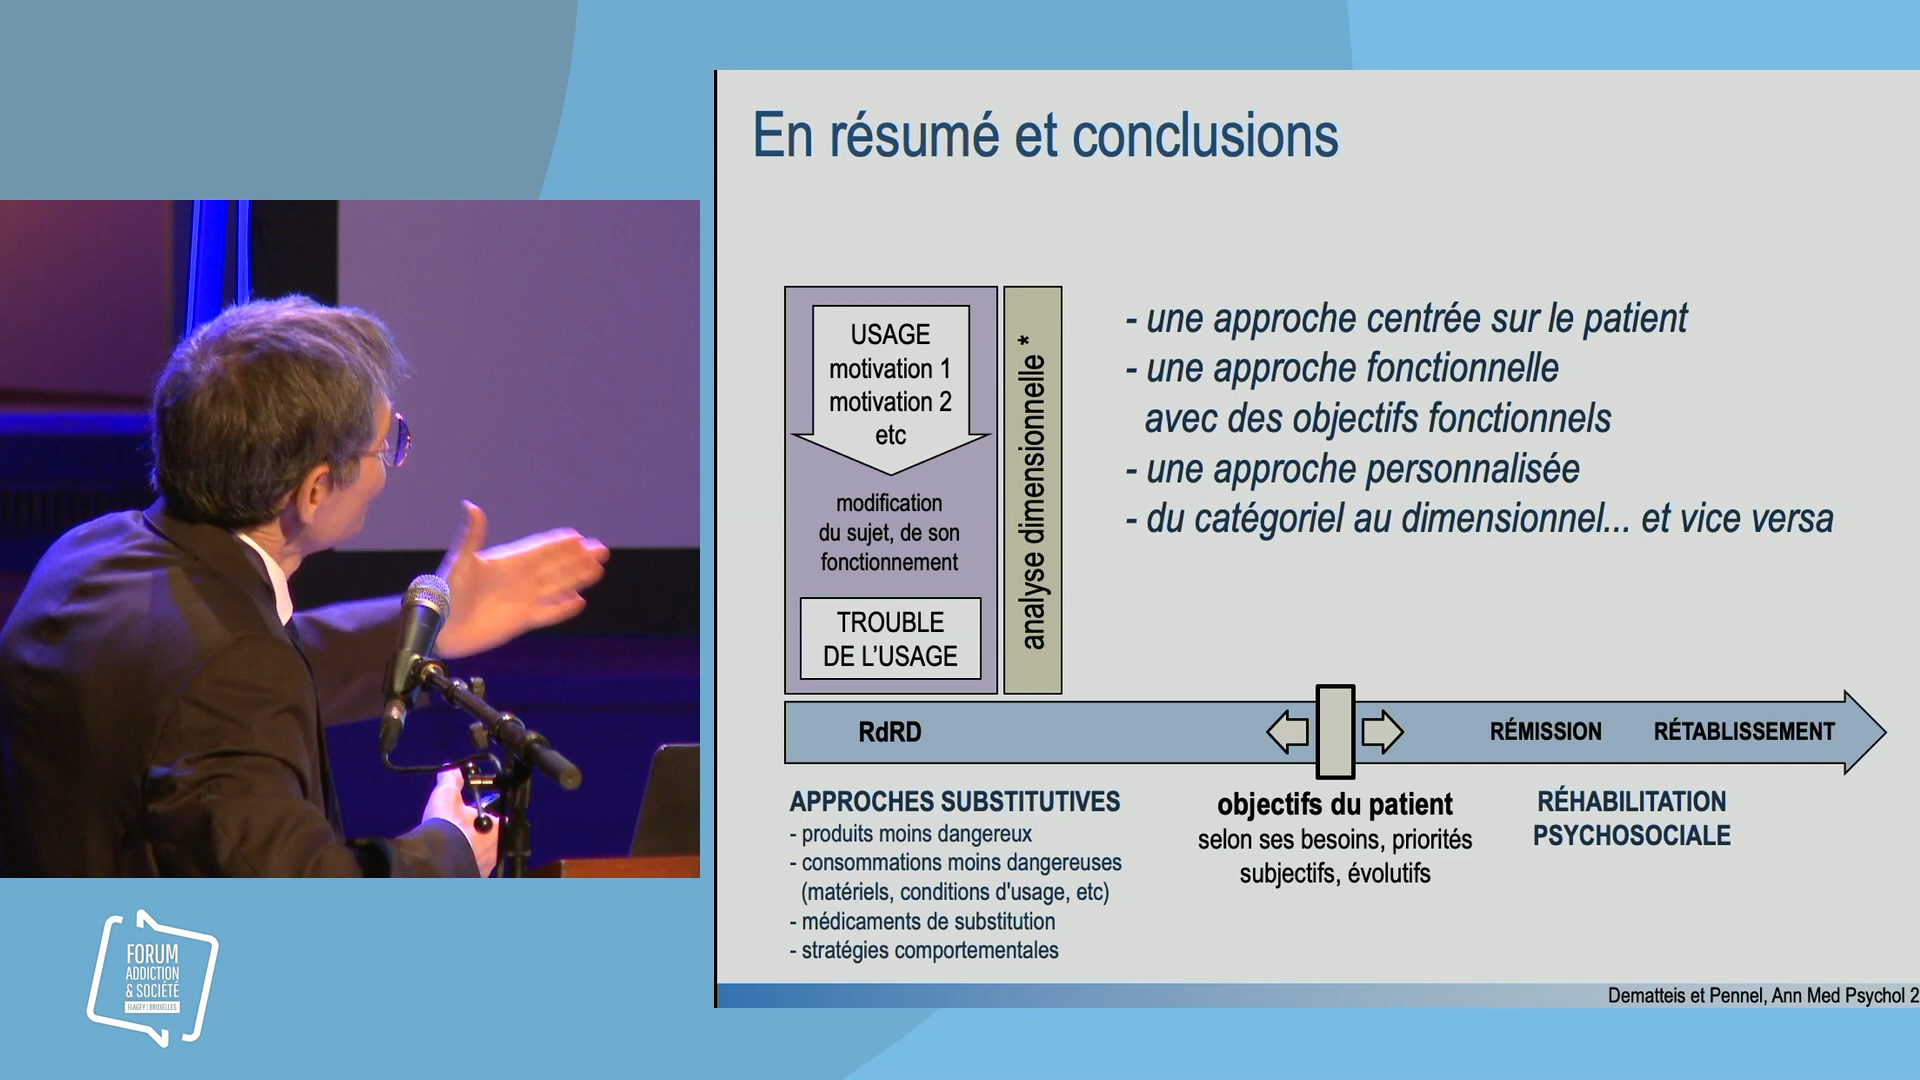 En résumé et conclusions
USAGE
motivation 1
motivation 2
etc
modification
du sujet, de son
fonctionnement
TROUBLE
DE L'USAGE
analyse dimensionnelle *
- une approche centrée sur le patient
- une approche fonctionnelle
avec des objectifs fonctionnels
- une approche personnalisée
- du catégoriel au dimensionnel... et vice versa
RdRD
RÉMISSION
RÉTABLISSEMENT
APPROCHES SUBSTITUTIVES
- produits moins dangereux
- consommations moins dangereuses
(matériels, conditions d'usage, etc)
- médicaments de substitution
- stratégies comportementales
objectifs du patient
selon ses besoins, priorités
subjectifs, évolutifs
RÉHABILITATION
PSYCHOSOCIALE
Dematteis et Pennel, Ann Med Psychol 2
FORUM
ADDICTION
& SOCIÉTÉ
FLAGEY | BRUXELLES